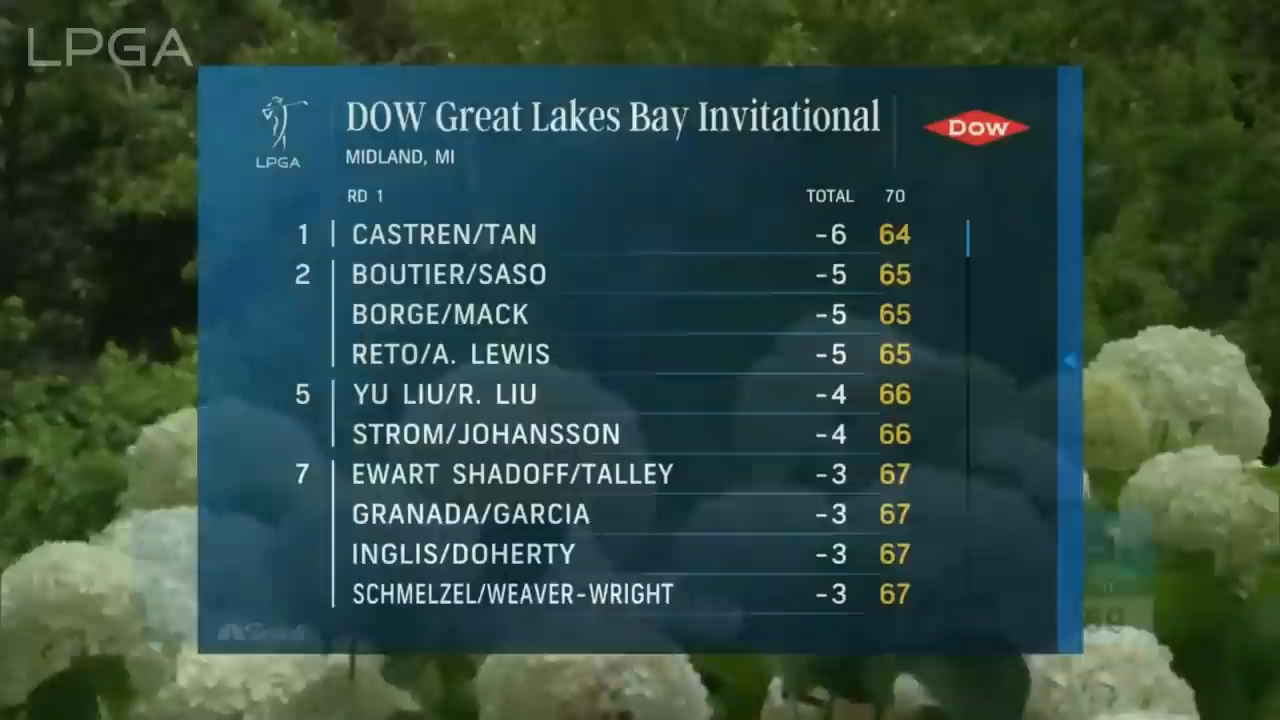 LPGA
DOW Great Lakes Bay Invitational
DOW
LPGA
MIDLAND, MI
RD 1 TOTAL 70
1 CASTREN/TAN -6 64
2 BOUTIER/SASO -5 65
BORGE/MACK -5 65
RETO/A. LEWIS -5 65
5 YU LIU/R. LIU -4 66
STROM/JOHANSSON -4 66
7 EWART SHADOFF/TALLEY -3 67
GRANADA/GARCIA -3 67
INGLIS/DOHERTY -3 67
SCHMELZEL/WEAVER-WRIGHT -3 67